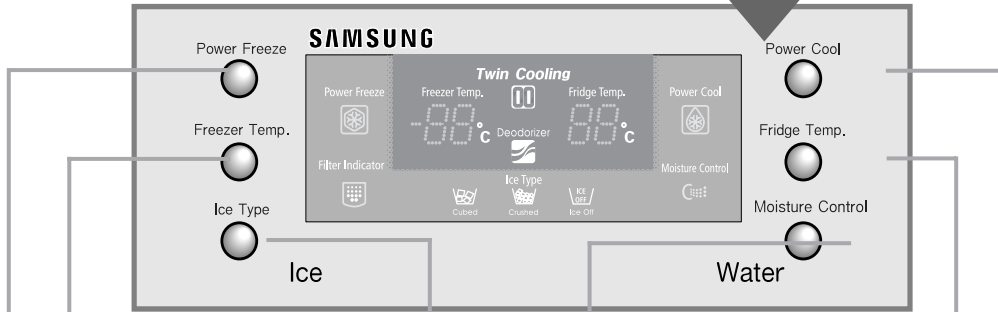 SAMSUNG
Power Freeze
Power Cool
Twin Cooling
Power Freeze
Freezer Temp.
Fridge Temp.
Power Cool
-88°C
88°C
Freezer Temp.
Deodorizer
Fridge Temp.
Filter Indicator
Moisture Control
Ice Type
ICE
OFF
Cubed
Crushed
Ice Off
Ice Type
Moisture Control
Ice
Water